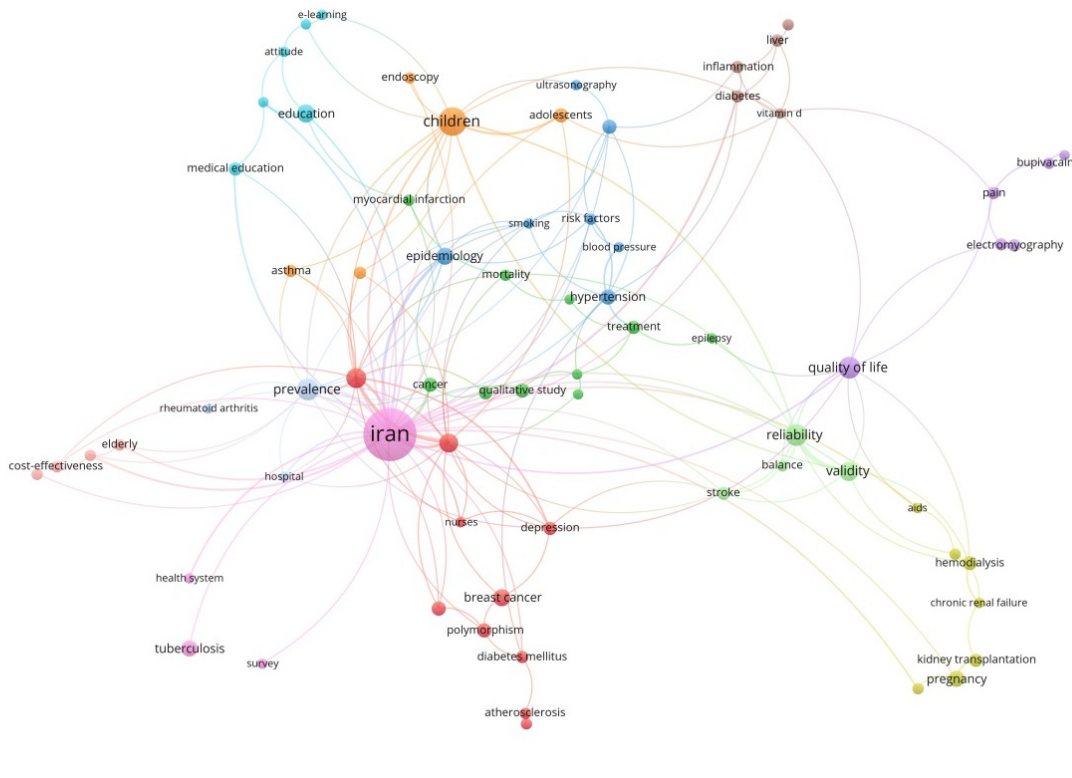 e-learning
attitude
liver
inflammation
endoscopy
ultrasonography
diabetes
education
children
adolescents
vitamin d
bupivacain
medical education
pain
myocardial infarction
smoking
risk factors
epidemiology
blood pressure
electromyography
asthma
mortality
hypertension
treatment
epilepsy
quality of life
prevalence
cancer
qualitative study
rheumatoid arthritis
iran
reliability
elderly
cost-effectiveness
balance
validity
hospital
stroke
aids
nurses
depression
hemodialysis
health system
breast cancer
chronic renal failure
polymorphism
tuberculosis
survey
diabetes mellitus
kidney transplantation
pregnancy
atherosclerosis